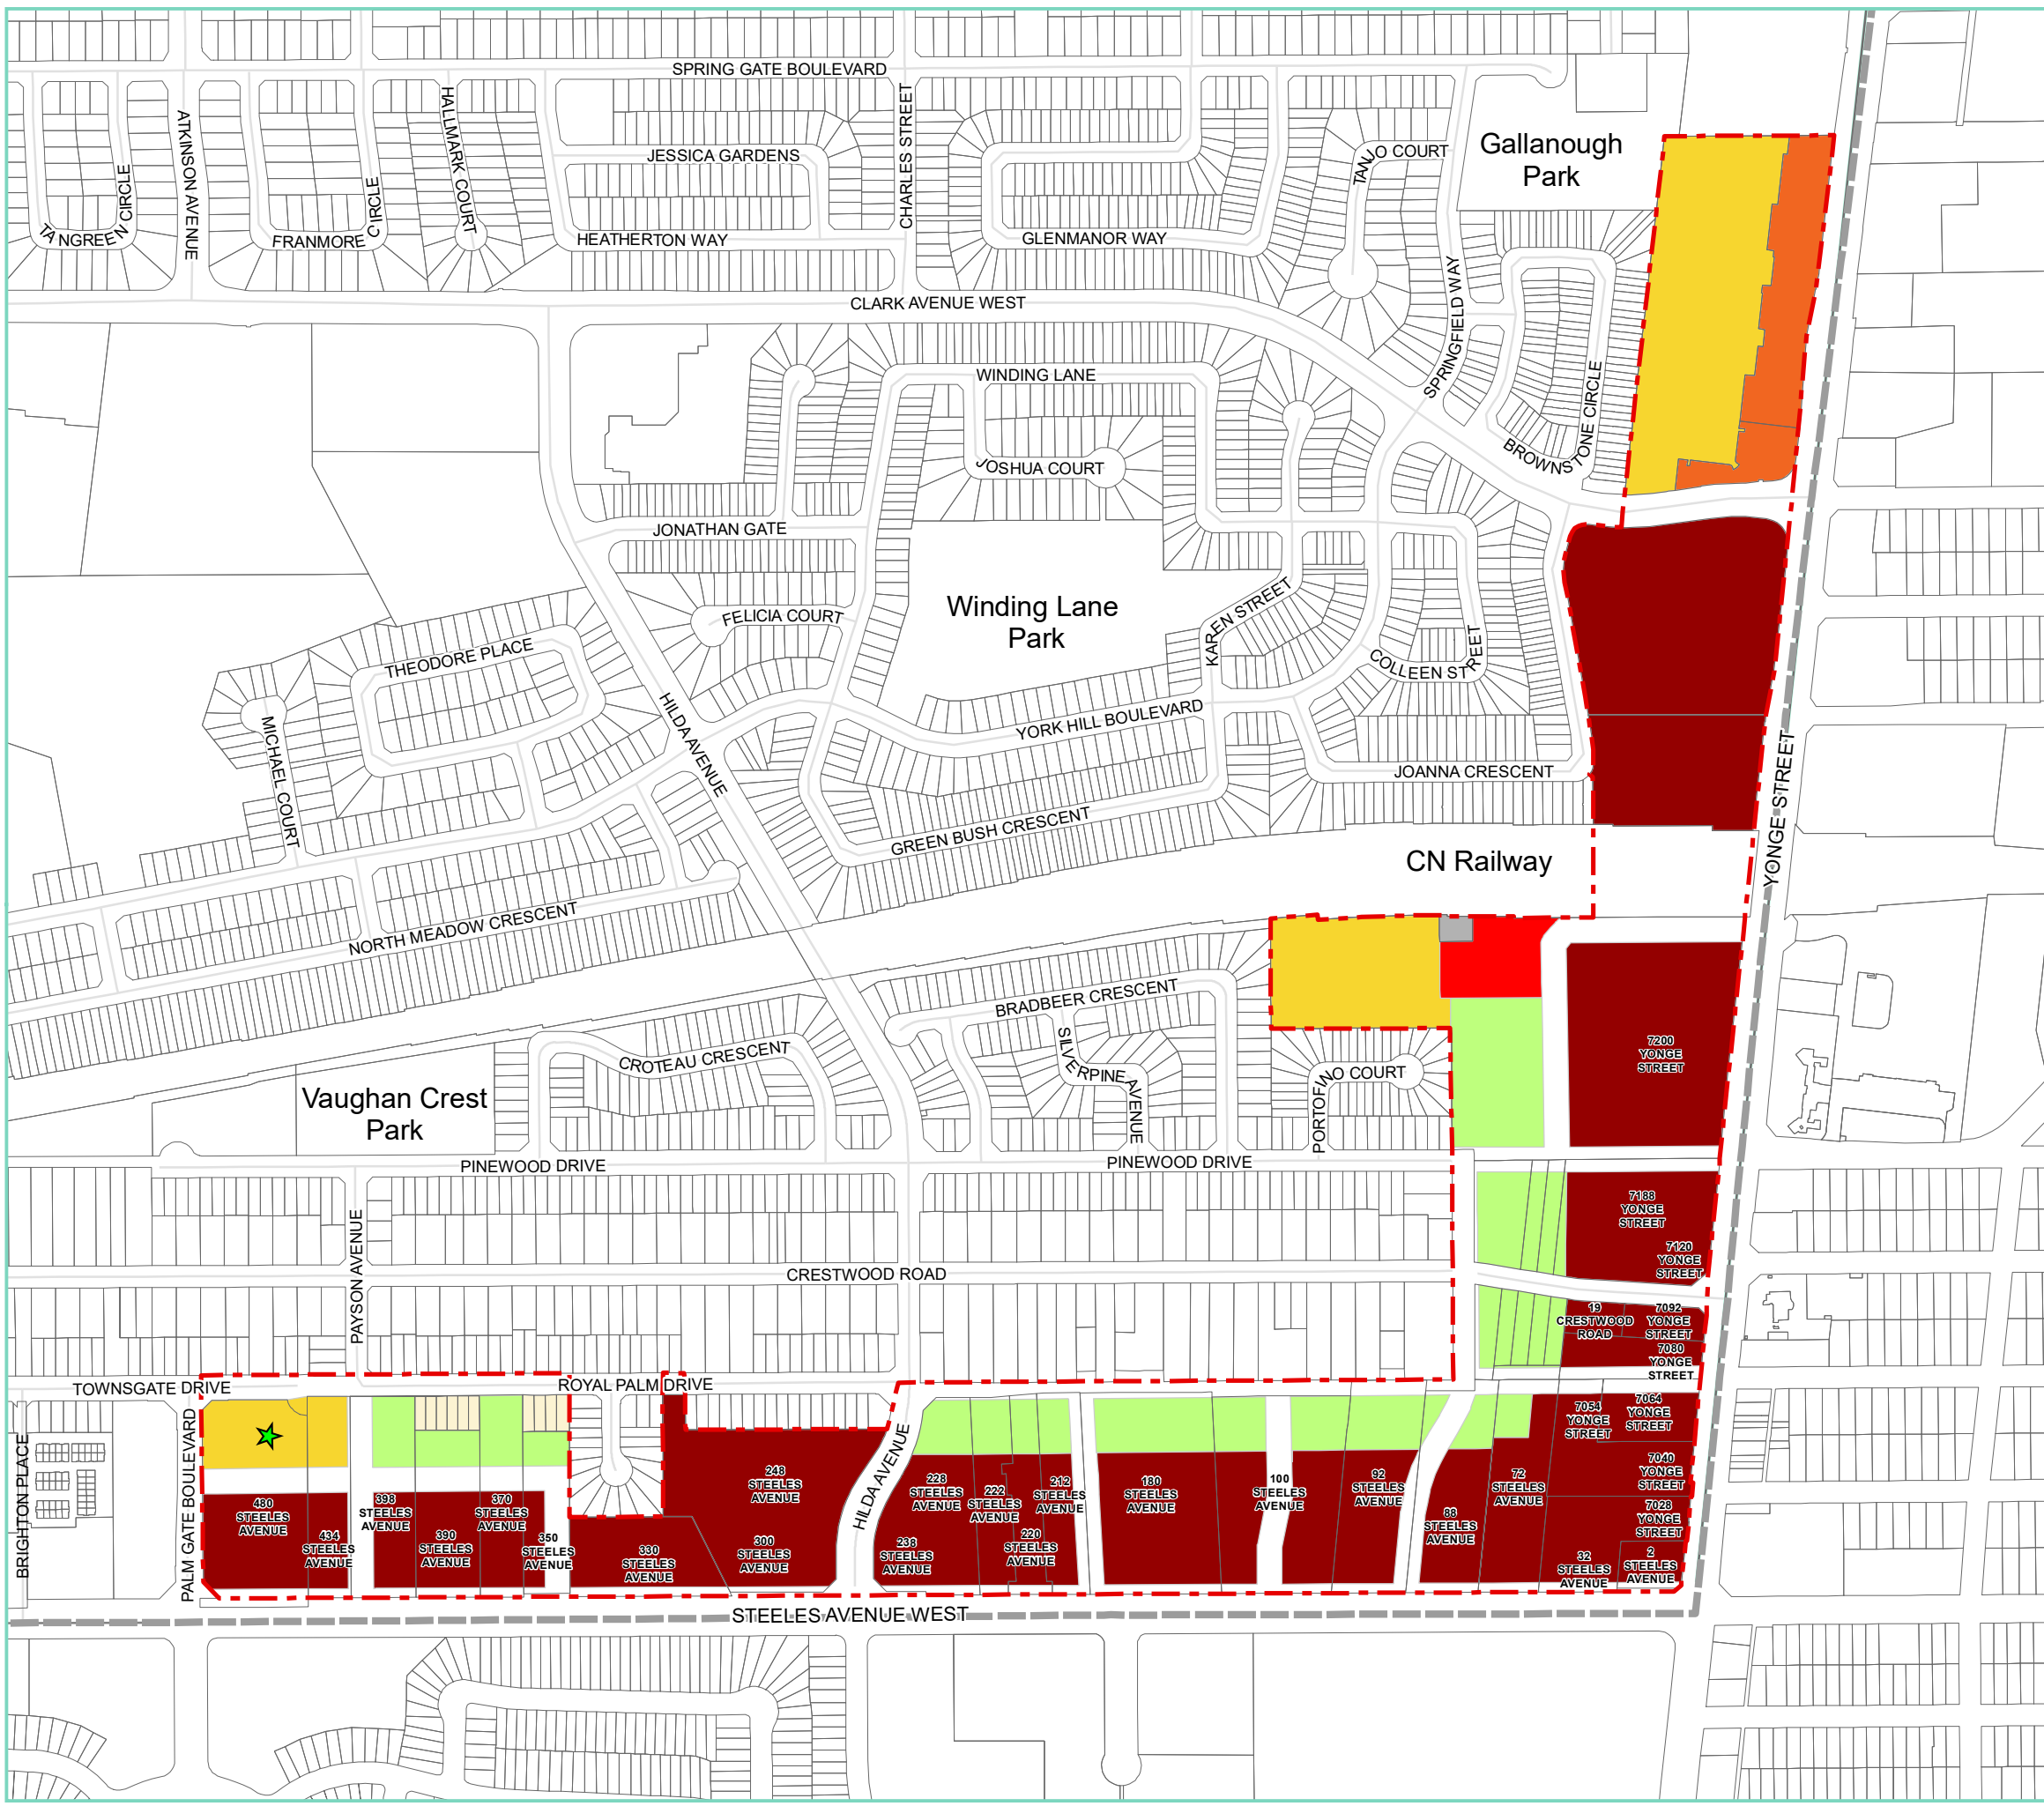 SPRING GATE BOULEVARD
ATKINSON AVENUE
HALLMARK COURT
CHARLES STREET
Gallanough
Park
JESSICA GARDENS
TANJO COURT
TANGREEN CIRCLE
FRANMORE CIRCLE
HEATHERTON WAY
GLENMANOR WAY
CLARK AVENUE WEST
SPRINGFIELD WAY
WINDING LANE
BROWNSTONE CIRCLE
JOSHUA COURT
JONATHAN GATE
Winding Lane
Park
KAREN STREET
FELICIA COURT
THEODORE PLACE
COLLEEN STREET
MICHAEL COURT
HILDA AVENUE
YORK HILL BOULEVARD
JOANNA CRESCENT
YONGE STREET
GREEN BUSH CRESCENT
CN Railway
NORTH MEADOW CRESCENT
BRADBEER CRESCENT
CROTEAU CRESCENT
SILVERPINE AVENUE
PORTOFINO COURT
7200
YONGE
STREET
Vaughan Crest
Park
PINEWOOD DRIVE
PINEWOOD DRIVE
7188
YONGE
STREET
PAYSON AVENUE
7120
YONGE
STREET
CRESTWOOD ROAD
19
CRESTWOOD
ROAD
7092
YONGE
STREET
7080
YONGE
STREET
TOWNSGATE DRIVE
ROYAL PALM DRIVE
BRIGHTON PLACE
PALM GATE BOULEVARD
HILDA AVENUE
7064
YONGE
STREET
7054
YONGE
STREET
7040
YONGE
STREET
7028
YONGE
STREET
480
STEELES
AVENUE
434
STEELES
AVENUE
398
STEELES
AVENUE
390
STEELES
AVENUE
370
STEELES
AVENUE
350
STEELES
AVENUE
330
STEELES
AVENUE
248
STEELES
AVENUE
300
STEELES
AVENUE
228
STEELES
AVENUE
238
STEELES
AVENUE
222
STEELES
AVENUE
212
STEELES
AVENUE
220
STEELES
AVENUE
180
STEELES
AVENUE
100
STEELES
AVENUE
92
STEELES
AVENUE
88
STEELES
AVENUE
72
STEELES
AVENUE
32
STEELES
AVENUE
2
STEELES
AVENUE
STEELES AVENUE WEST